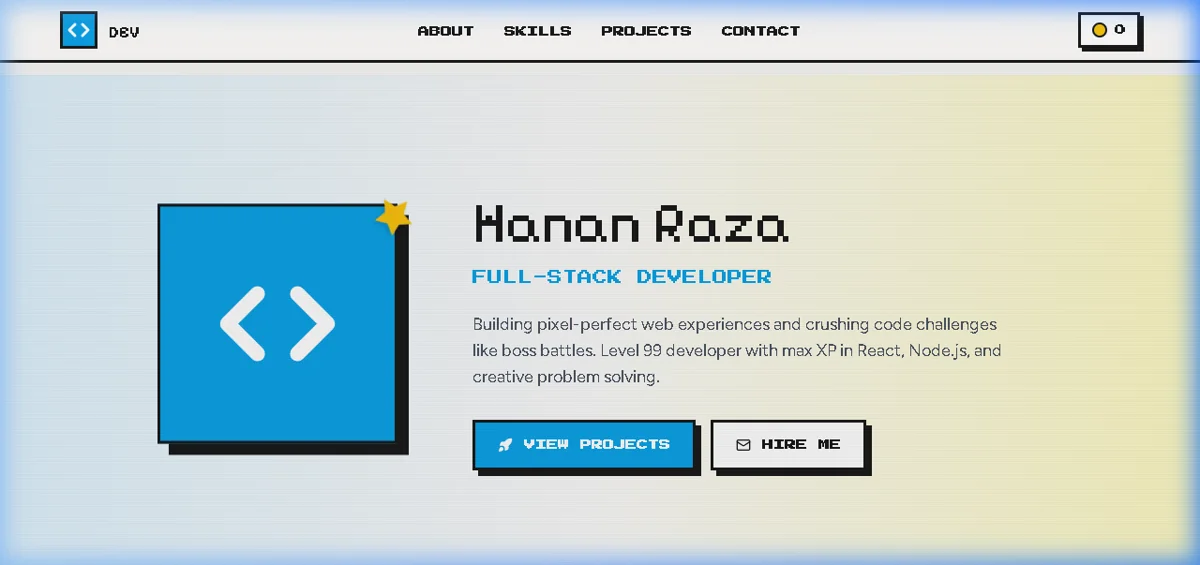 DEV
ABOUT SKILLS PROJECTS CONTACT
0
Hanan Raza
FULL-STACK DEVELOPER
Building pixel-perfect web experiences and crushing code challenges
like boss battles. Level 99 developer with max XP in React, Node.js, and
creative problem solving.
VIEW PROJECTS
HIRE ME